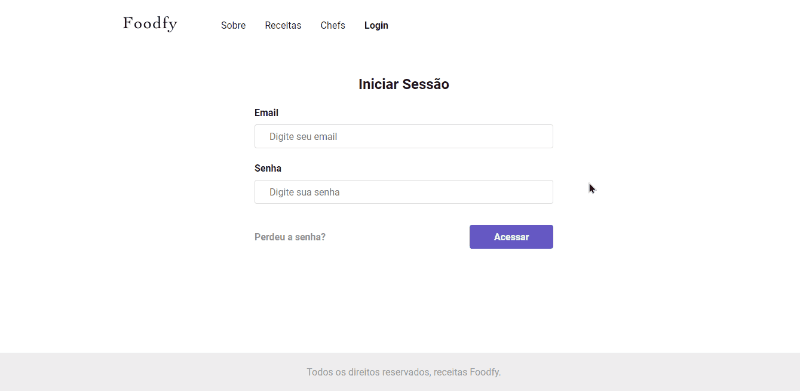 Foodfy Sobre Receitas Chefs Login
Iniciar Sessão
Email
Digite seu email
Senha
Digite sua senha
Perdeu a senha? Acessar
Todos os direitos reservados, receitas Foodfy.